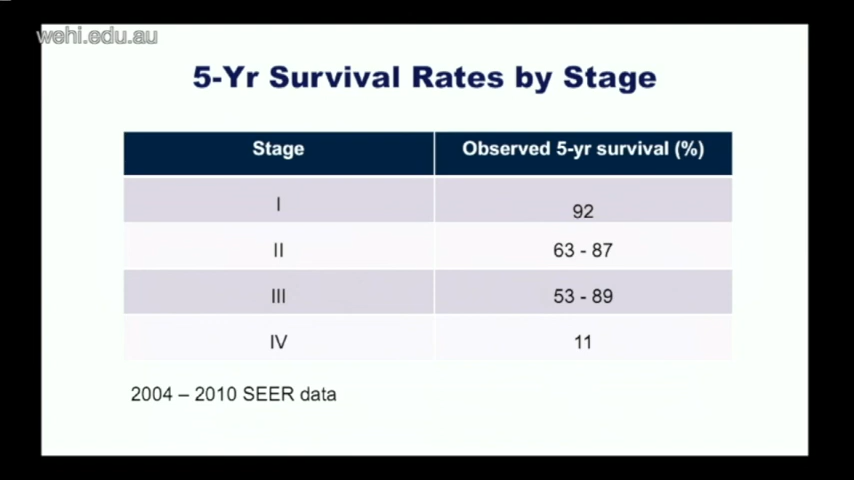 wehi.edu.au
5-Yr Survival Rates by Stage
Stage Observed 5-yr survival (%)
I 92
II 63 - 87
III 53 - 89
IV 11
2004 – 2010 SEER data